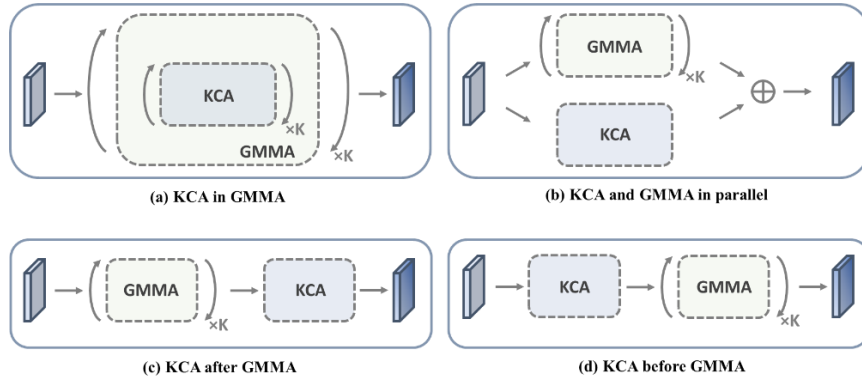 KCA
×K
GMMA
×K
(a) KCA in GMMA
GMMA
×K
KCA
(b) KCA and GMMA in parallel
GMMA
×K
KCA
(c) KCA after GMMA
KCA
GMMA
×K
(d) KCA before GMMA